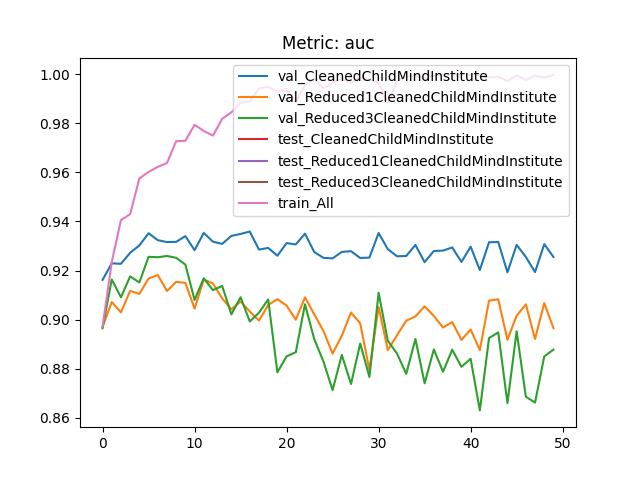 Metric: auc
1.00
0.98
0.96
0.94
0.92
0.90
0.88
0.86
val_CleanedChildMindInstitute
val_Reduced1CleanedChildMindInstitute
val_Reduced3CleanedChildMindInstitute
test_CleanedChildMindInstitute
test_Reduced1CleanedChildMindInstitute
test_Reduced3CleanedChildMindInstitute
train_All
0 10 20 30 40 50